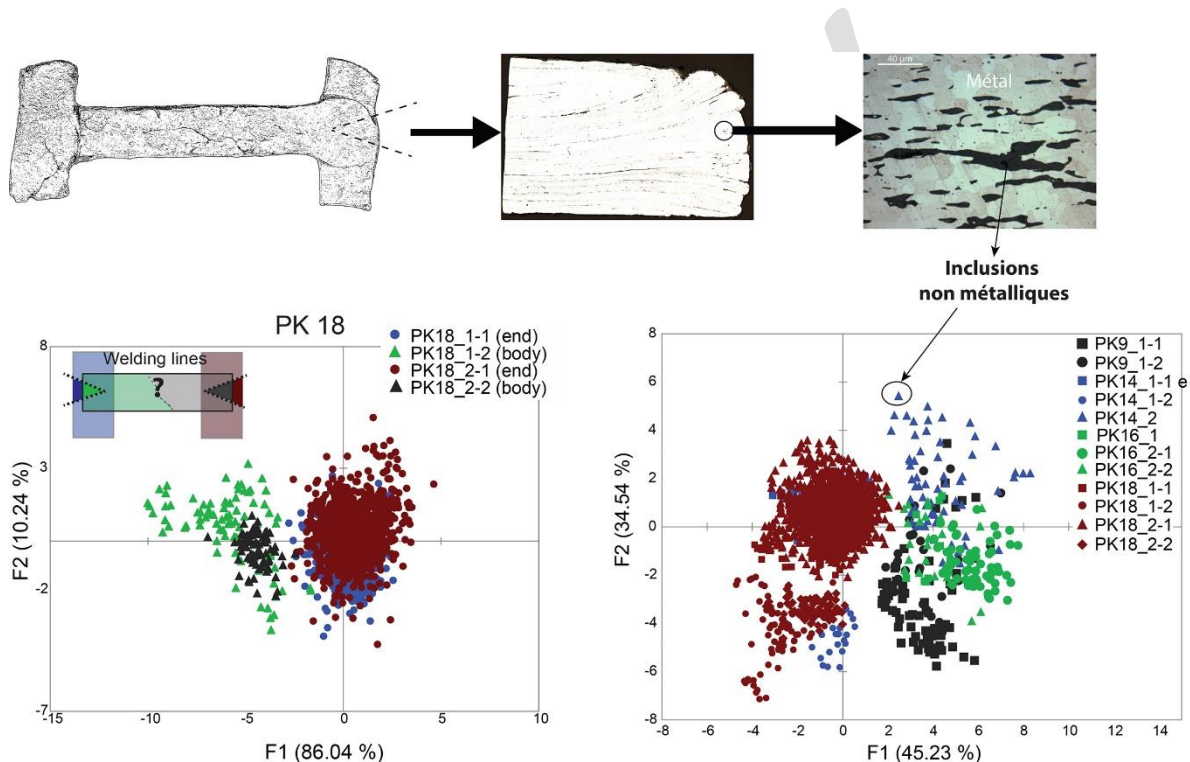 40 µm
Métal
Inclusions
non métalliques
PK 18
PK18_1-1 (end)
PK18_1-2 (body)
PK18_2-1 (end)
PK18_2-2 (body)
Welding lines
?
8
3
-2
-7
-15
-10
-5
0
5
10
F2 (10.24 %)
F1 (86.04 %)
8
6
4
2
0
-2
-4
-6
-8
-4
-2
0
2
4
6
8
10
12
14
F2 (34.54 %)
F1 (45.23 %)
PK9_1-1
PK9_1-2
PK14_1-1 e
PK14_1-2
PK14_2
PK16_1
PK16_2-1
PK16_2-2
PK18_1-1
PK18_1-2
PK18_2-1
PK18_2-2